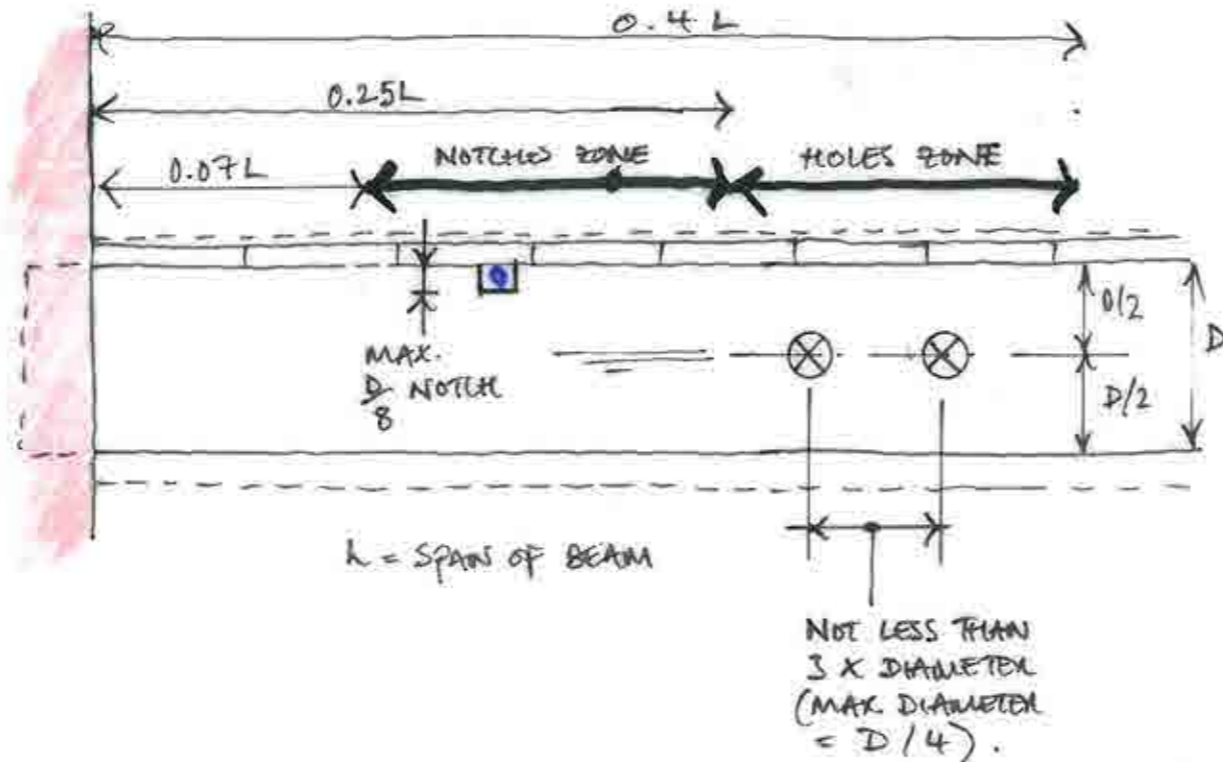 0.4 L
0.25L
0.07L
NOTCHES ZONE
HOLES ZONE
MAX.
D/8 NOTCH
D/2
D/2
D
L = SPAN OF BEAM
NOT LESS THAN
3 X DIAMETER
(MAX. DIAMETER
= D/4).